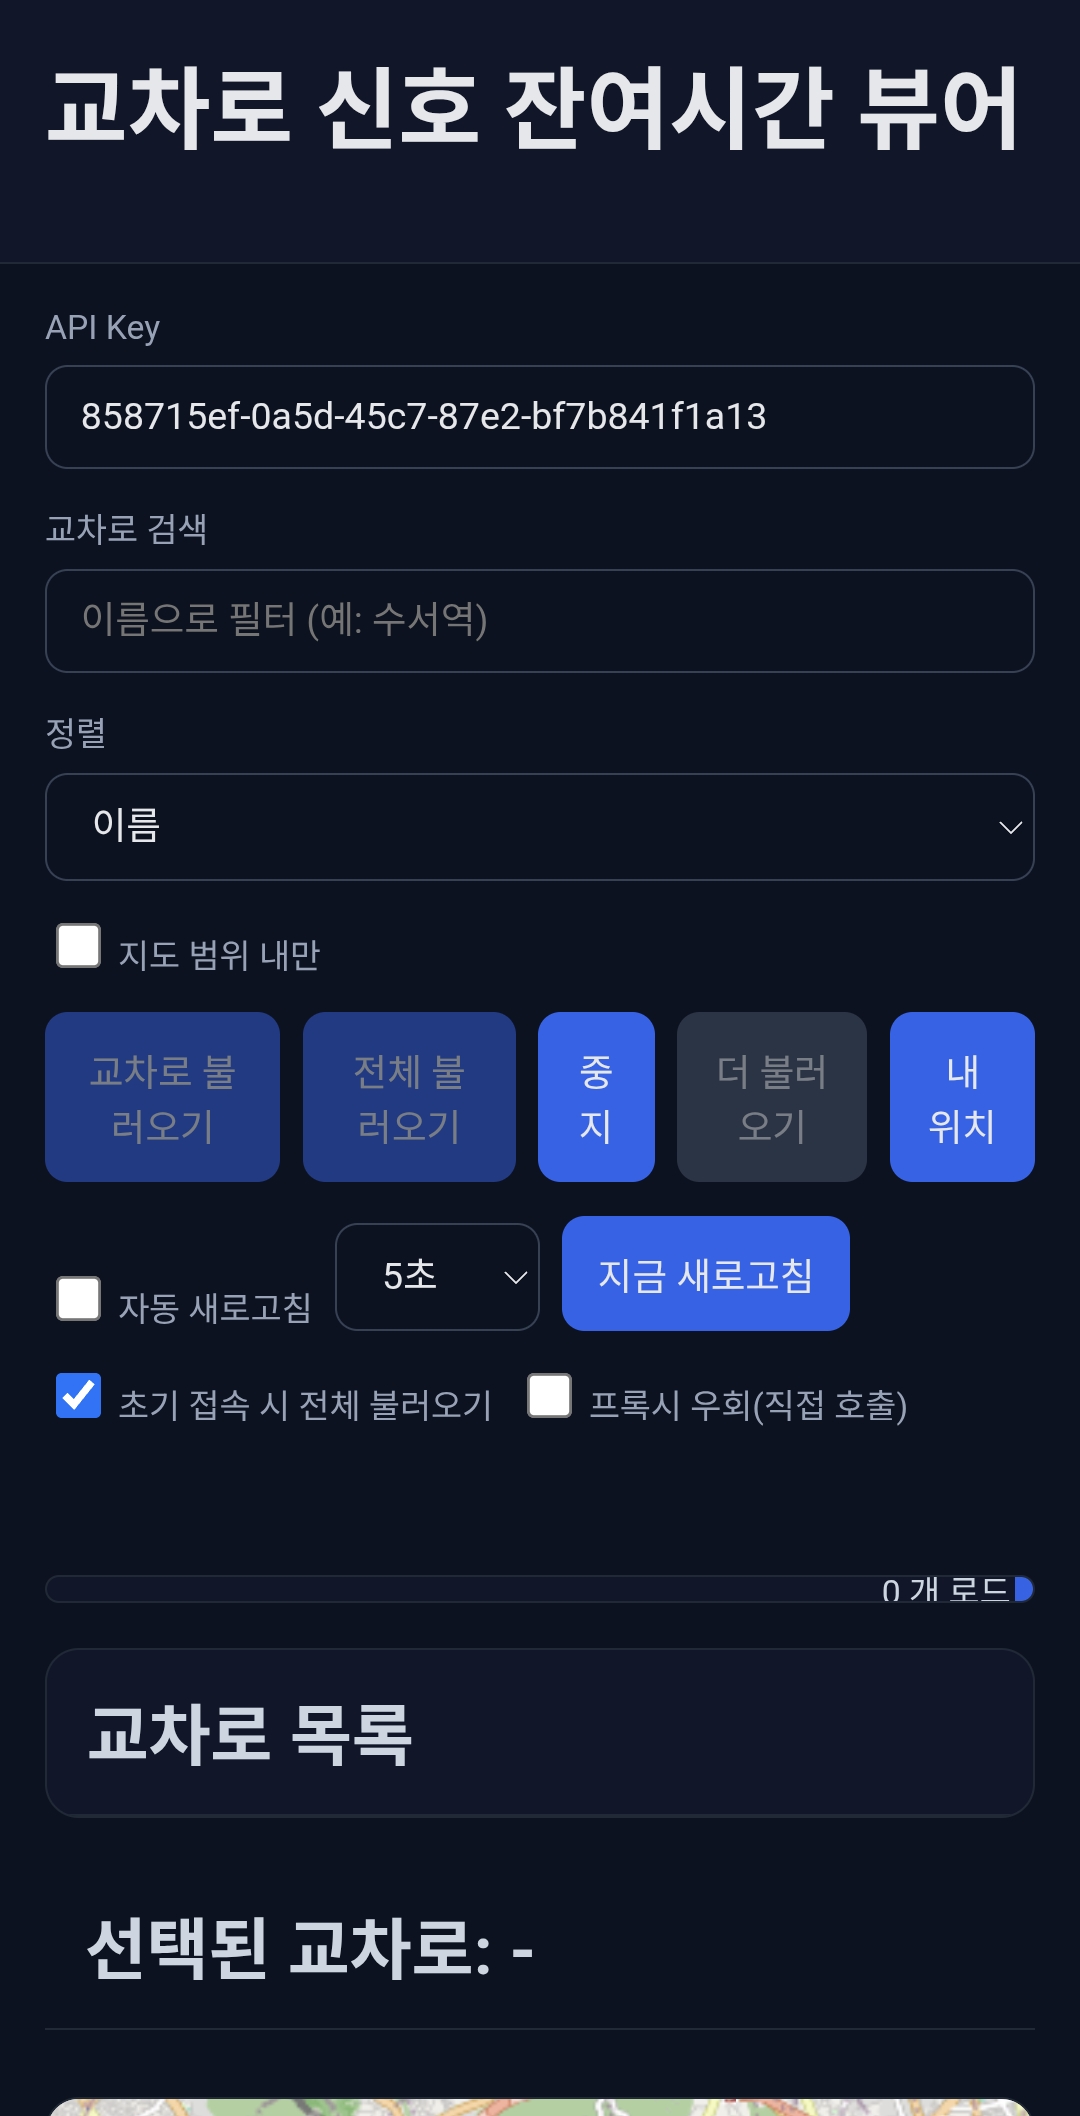 교차로 신호 잔여시간 뷰어
API Key
858715ef-0a5d-45c7-87e2-bf7b841f1a13
교차로 검색
이름으로 필터 (예: 수서역)
정렬
이름
지도 범위 내만
교차로 불
러오기
전체 불
러오기
중
지
더 불러
오기
내
위치
자동 새로고침
5초
지금 새로고침
초기 접속 시 전체 불러오기
프록시 우회(직접 호출)
0 개 로드
교차로 목록
선택된 교차로: -